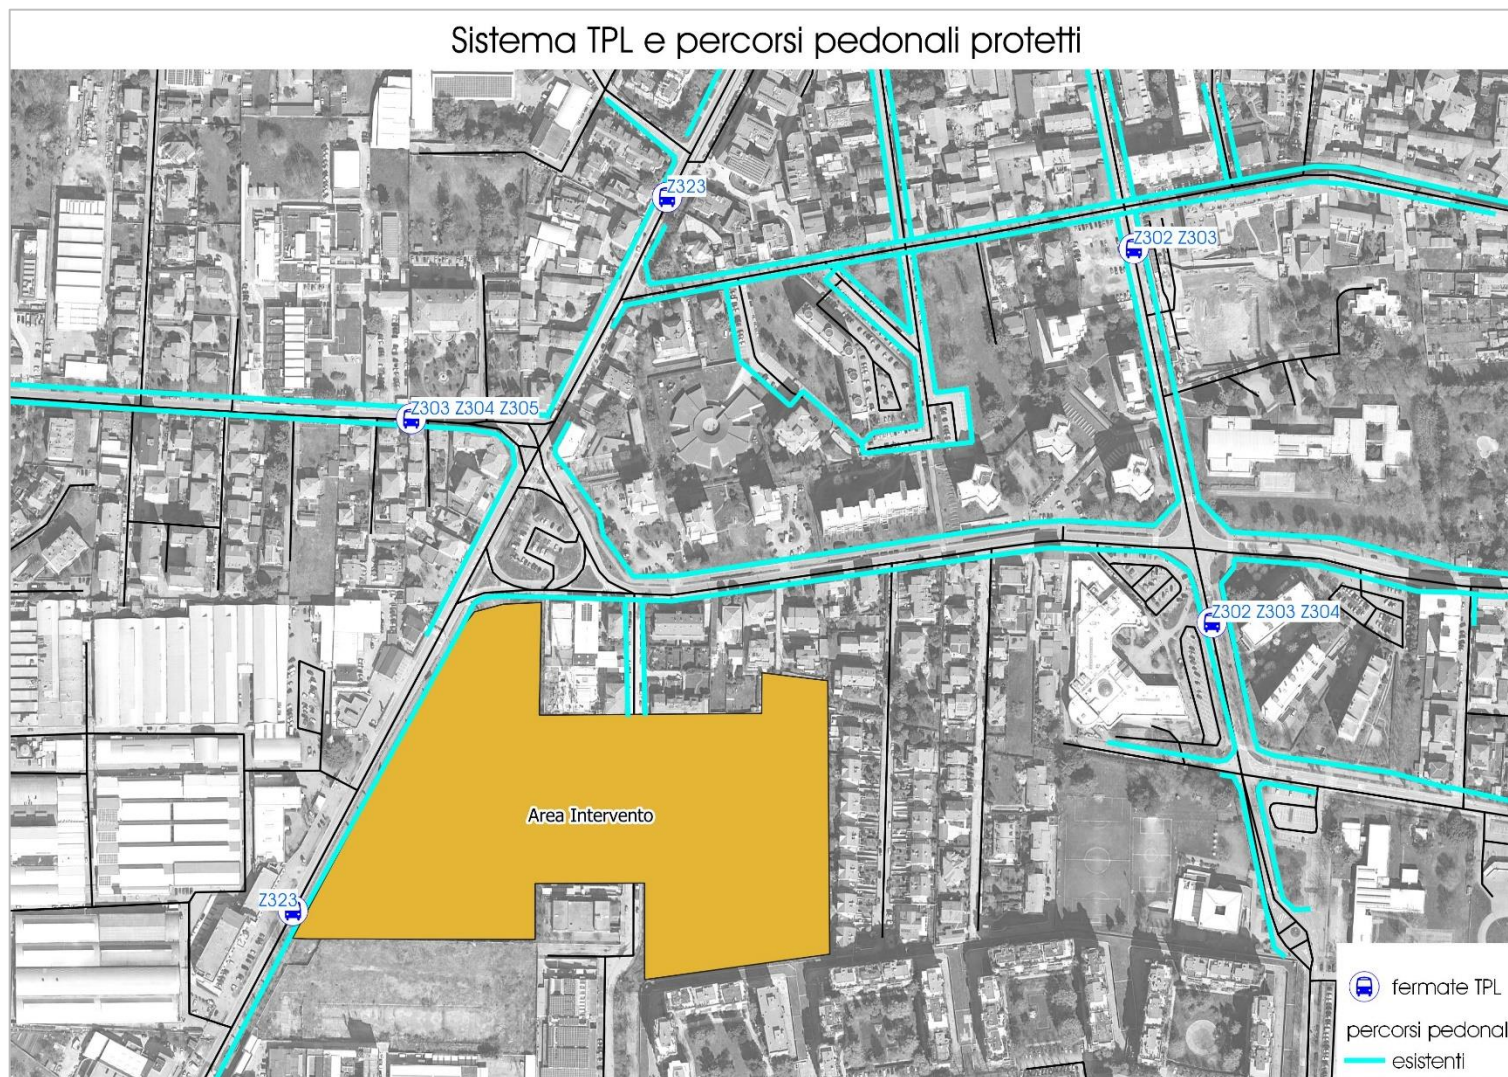 Sistema TPL e percorsi pedonali protetti
Z323
Z302 Z303
Z303 Z304 Z305
Z302 Z303 Z304
Area Intervento
Z323
fermate TPL
percorsi pedonal
esistenti